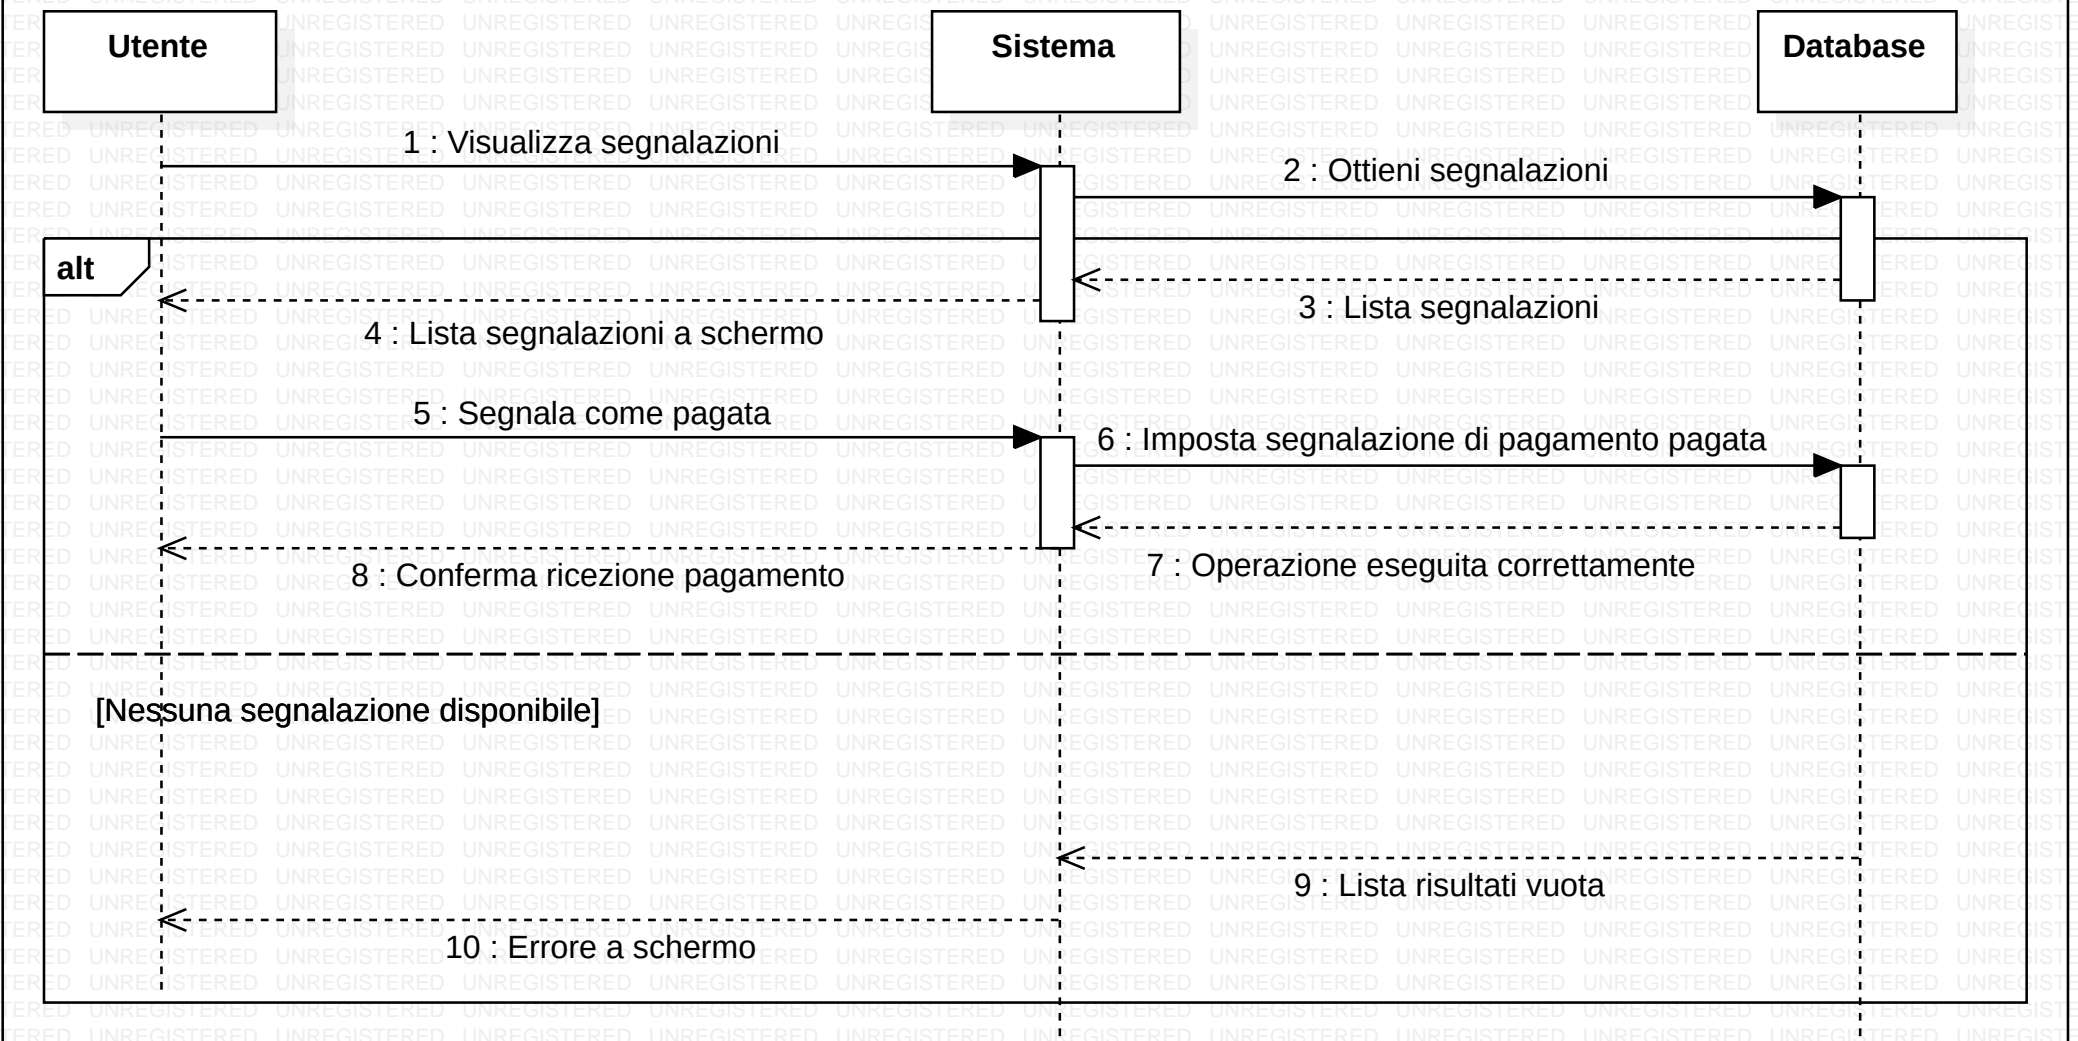 Utente
Sistema
Database
1 : Visualizza segnalazioni
2 : Ottieni segnalazioni
alt
3 : Lista segnalazioni
4 : Lista segnalazioni a schermo
5 : Segnala come pagata
6 : Imposta segnalazione di pagamento pagata
7 : Operazione eseguita correttamente
8 : Conferma ricezione pagamento
[Nessuna segnalazione disponibile]
9 : Lista risultati vuota
10 : Errore a schermo
UNREGISTERED